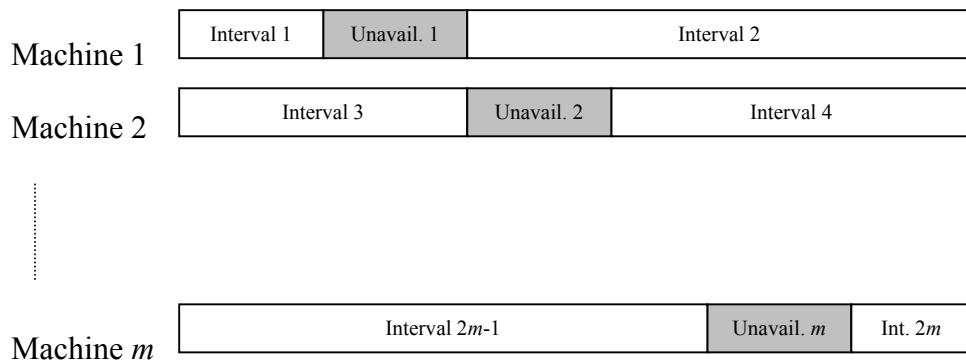 Interval 1 Unavail. 1 Interval 2
Machine 1
Interval 3 Unavail. 2 Interval 4
Machine 2
Interval 2m-1 Unavail. m Int. 2m
Machine m